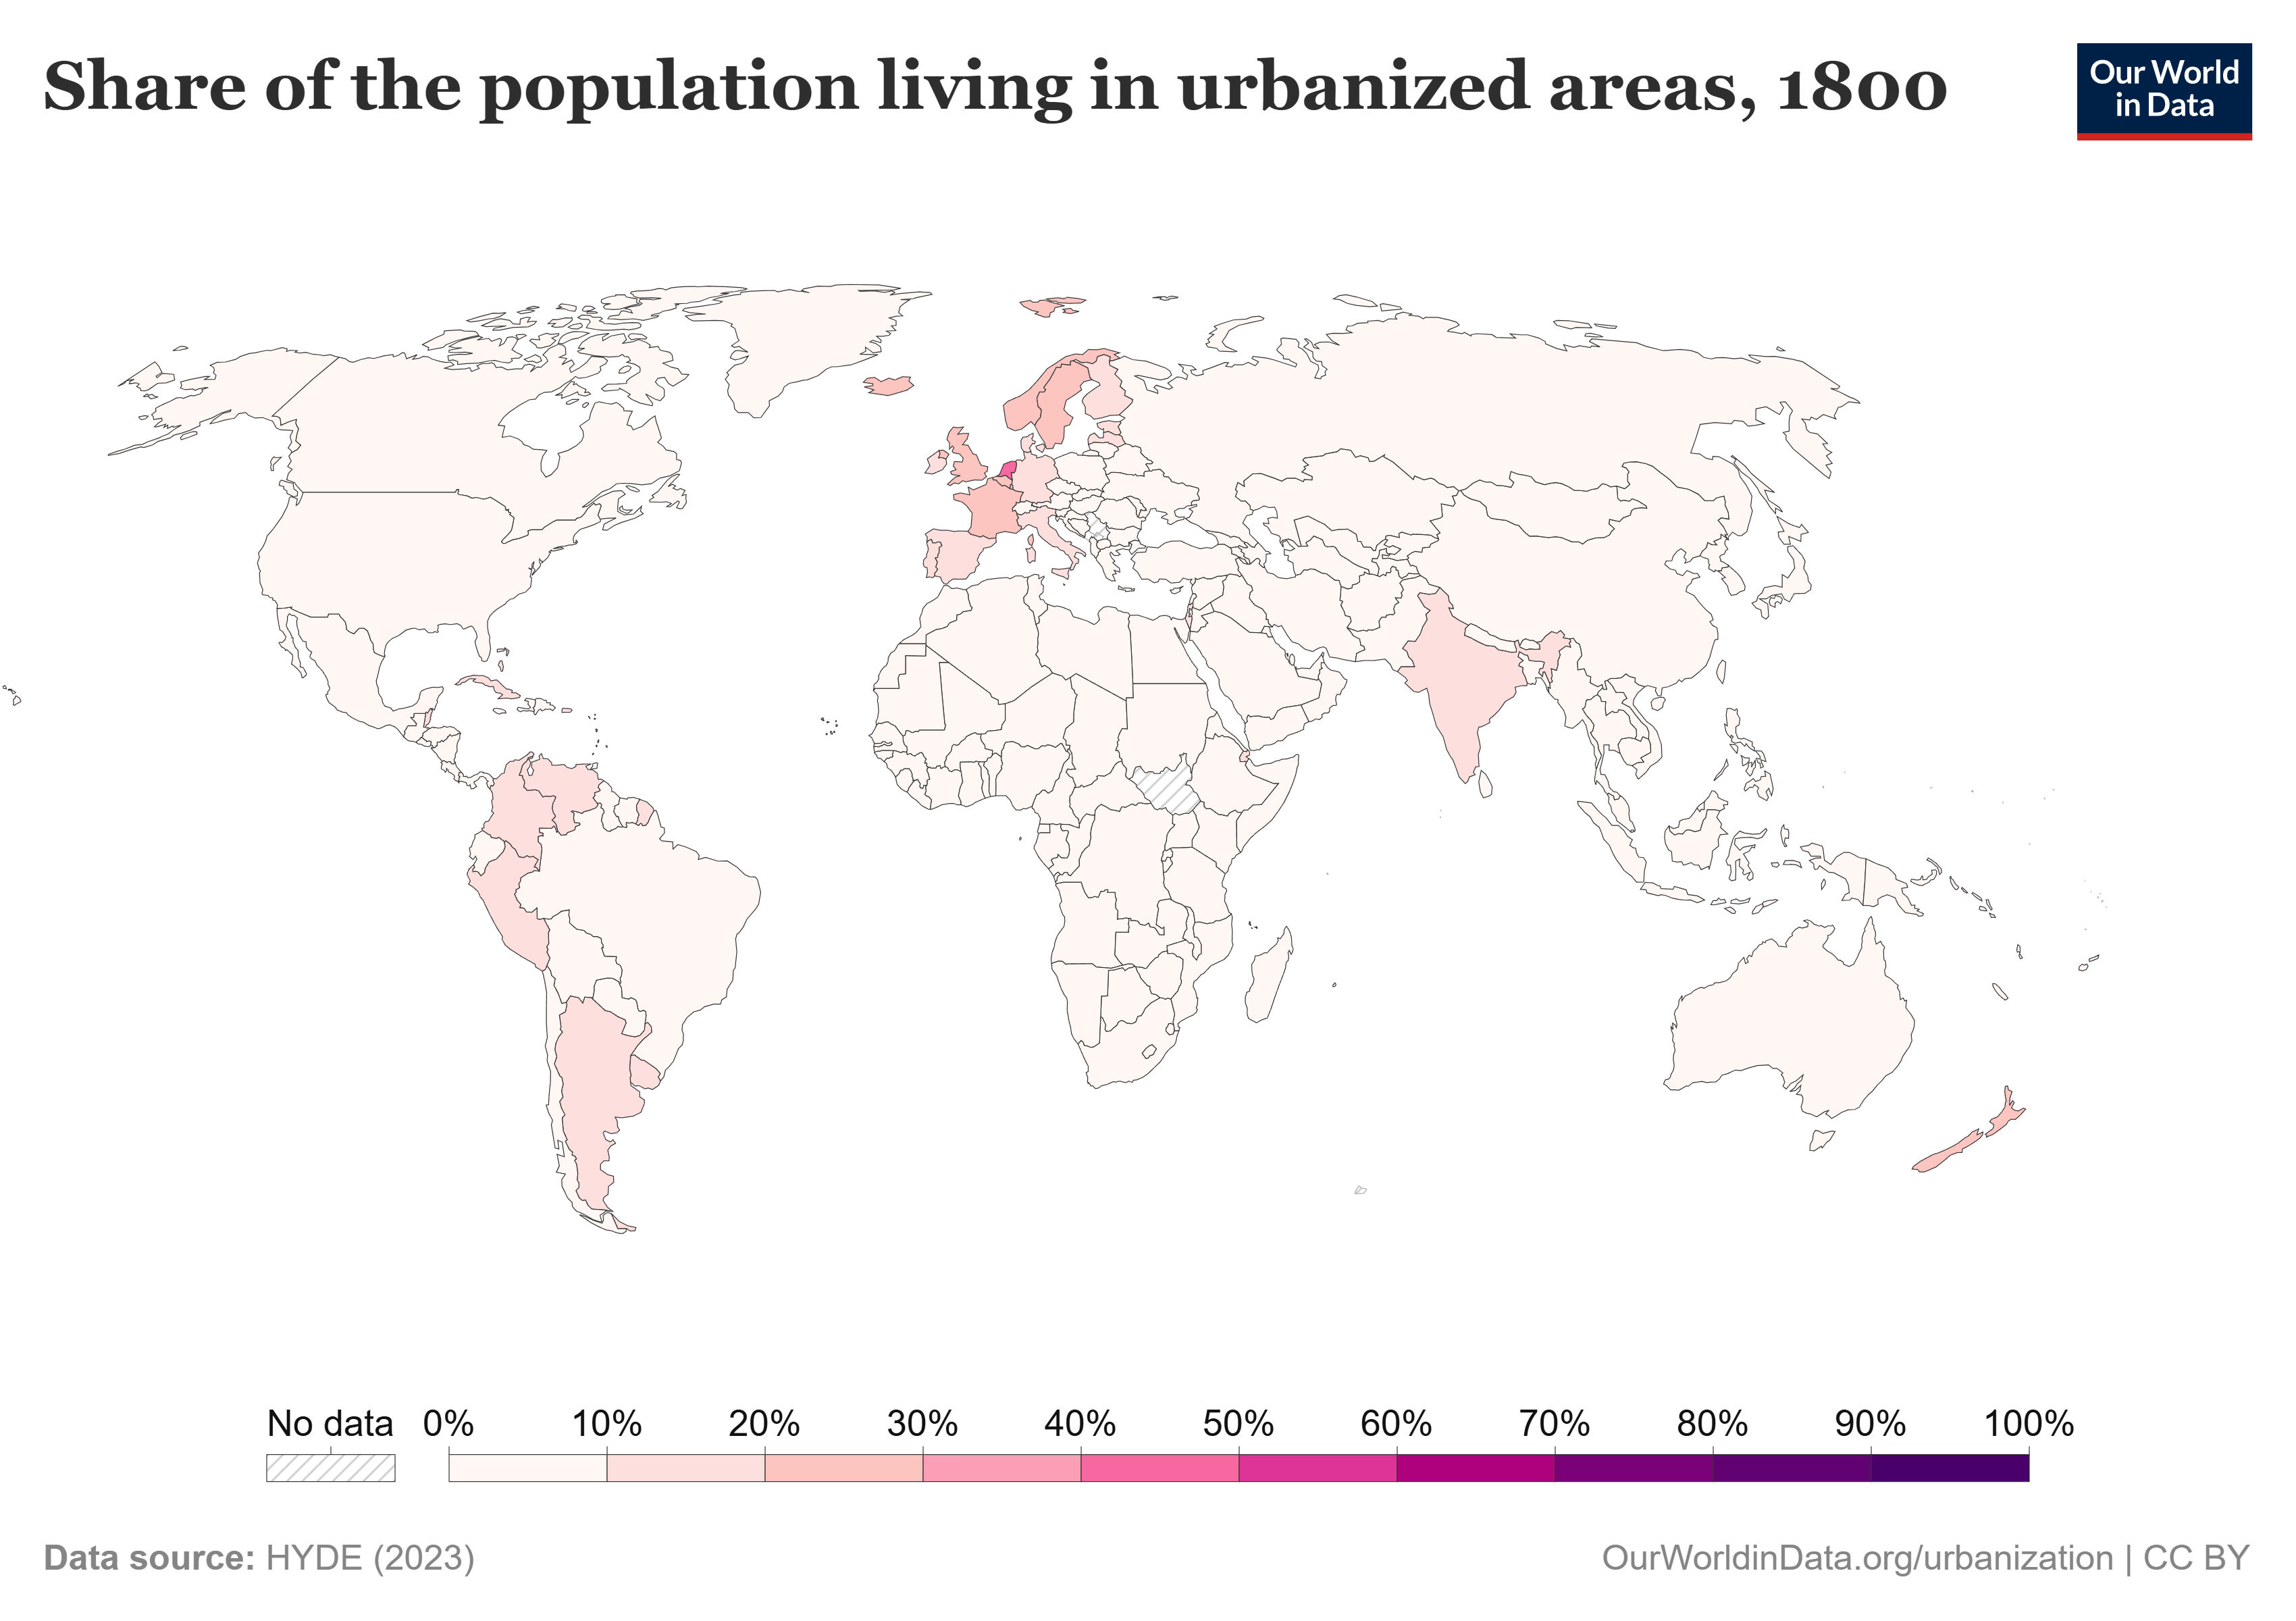 Share of the population living in urbanized areas, 1800
Our World
in Data
No data 0% 10% 20% 30% 40% 50% 60% 70% 80% 90% 100%
Data source: HYDE (2023)
OurWorldinData.org/urbanization | CC BY